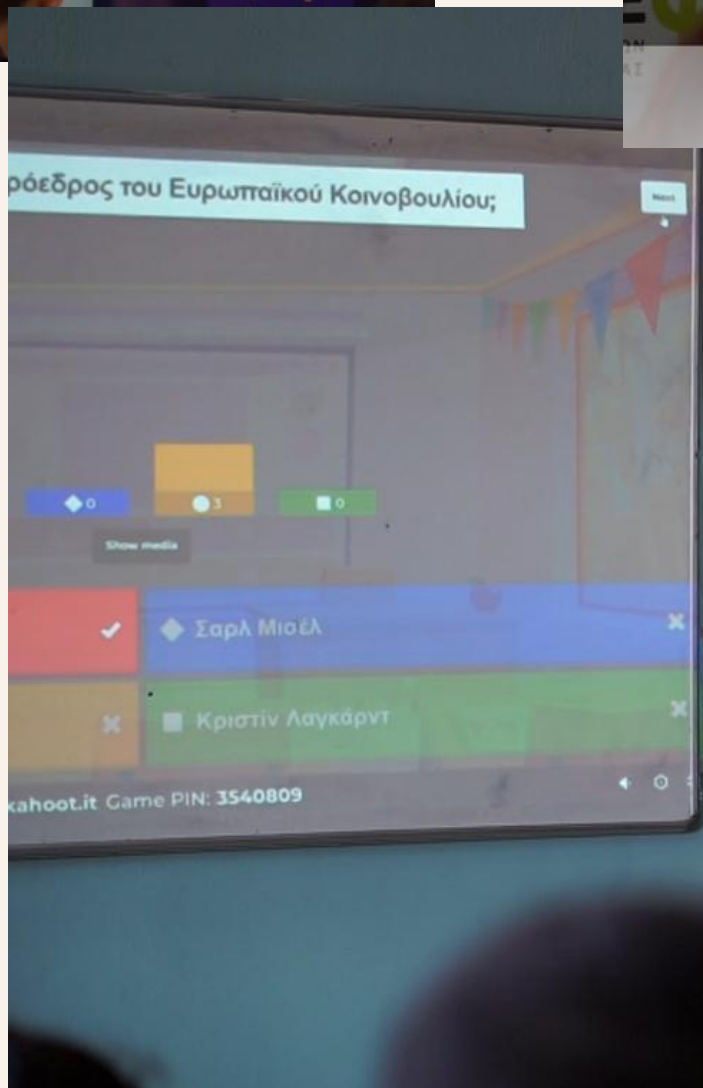 ρόεδρος του Ευρωπαϊκού Κοινοβουλίου;
Next
0
3
0
Show media
Σαρλ Μισέλ
Κριστίν Λαγκάρντ
kahoot.it Game PIN: 3540809